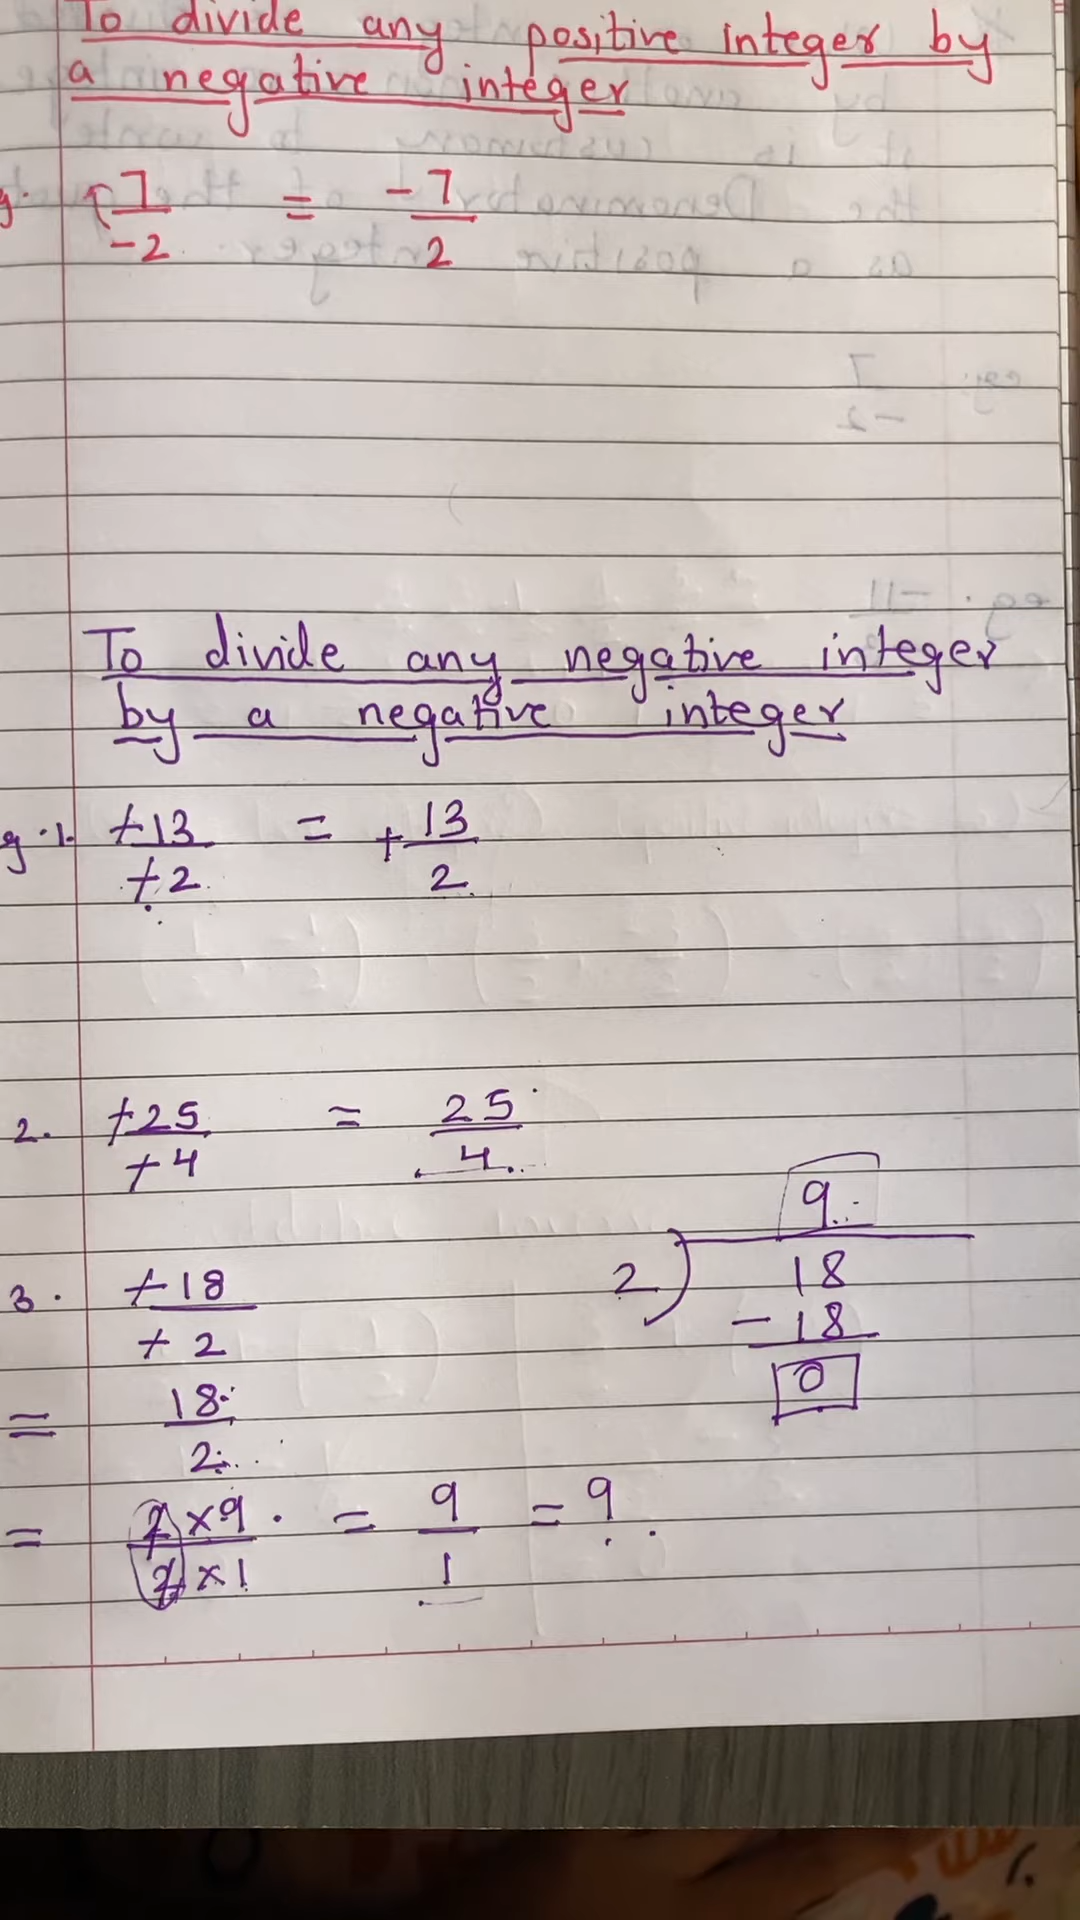 To divide any positive integer by
a negative integer
7/-2 = -7/2
To divide any negative integer
by a negative integer
g. 1. +13/+2 = +13/2
2. +25/+4 = 25/4
3. +18/+2
= 18/2
= 2×9/2×1 = 9/1 = 9
9
2) 18
-18
0